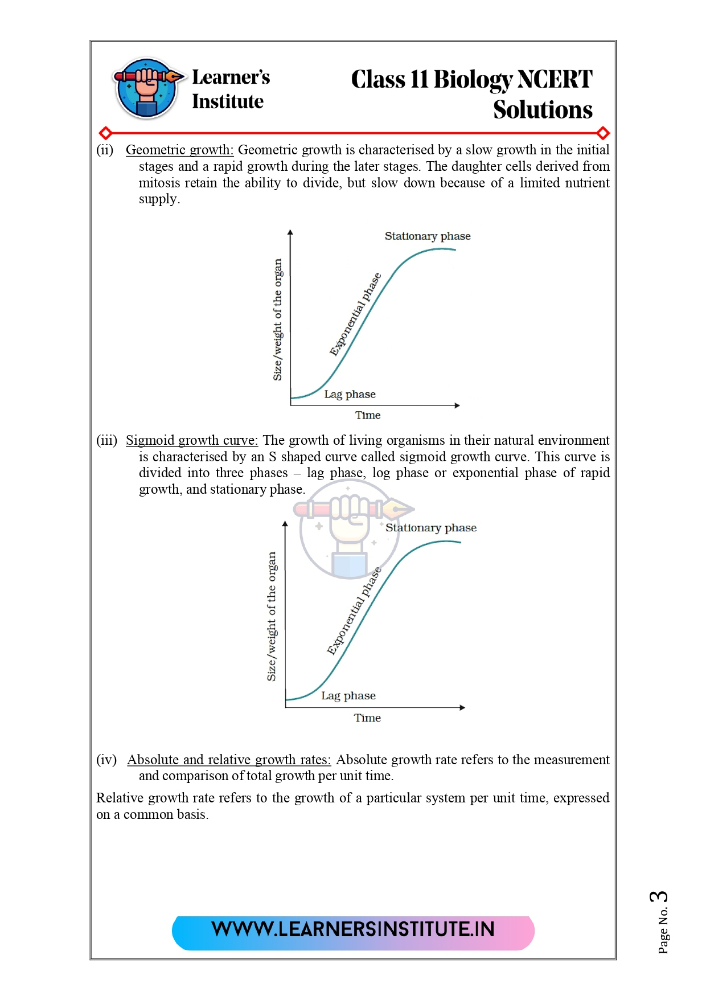 Learner's
Institute
Class 11 Biology NCERT
Solutions
(ii) Geometric growth: Geometric growth is characterised by a slow growth in the initial
stages and a rapid growth during the later stages. The daughter cells derived from
mitosis retain the ability to divide, but slow down because of a limited nutrient
supply.
Stationary phase
Size/weight of the organ
Exponential phase
Lag phase
Time
(iii) Sigmoid growth curve: The growth of living organisms in their natural environment
is characterised by an S shaped curve called sigmoid growth curve. This curve is
divided into three phases – lag phase, log phase or exponential phase of rapid
growth, and stationary phase.
Stationary phase
Size/weight of the organ
Exponential phase
Lag phase
Time
(iv) Absolute and relative growth rates: Absolute growth rate refers to the measurement
and comparison of total growth per unit time.
Relative growth rate refers to the growth of a particular system per unit time, expressed
on a common basis.
Page No. 3
WWW.LEARNERSINSTITUTE.IN